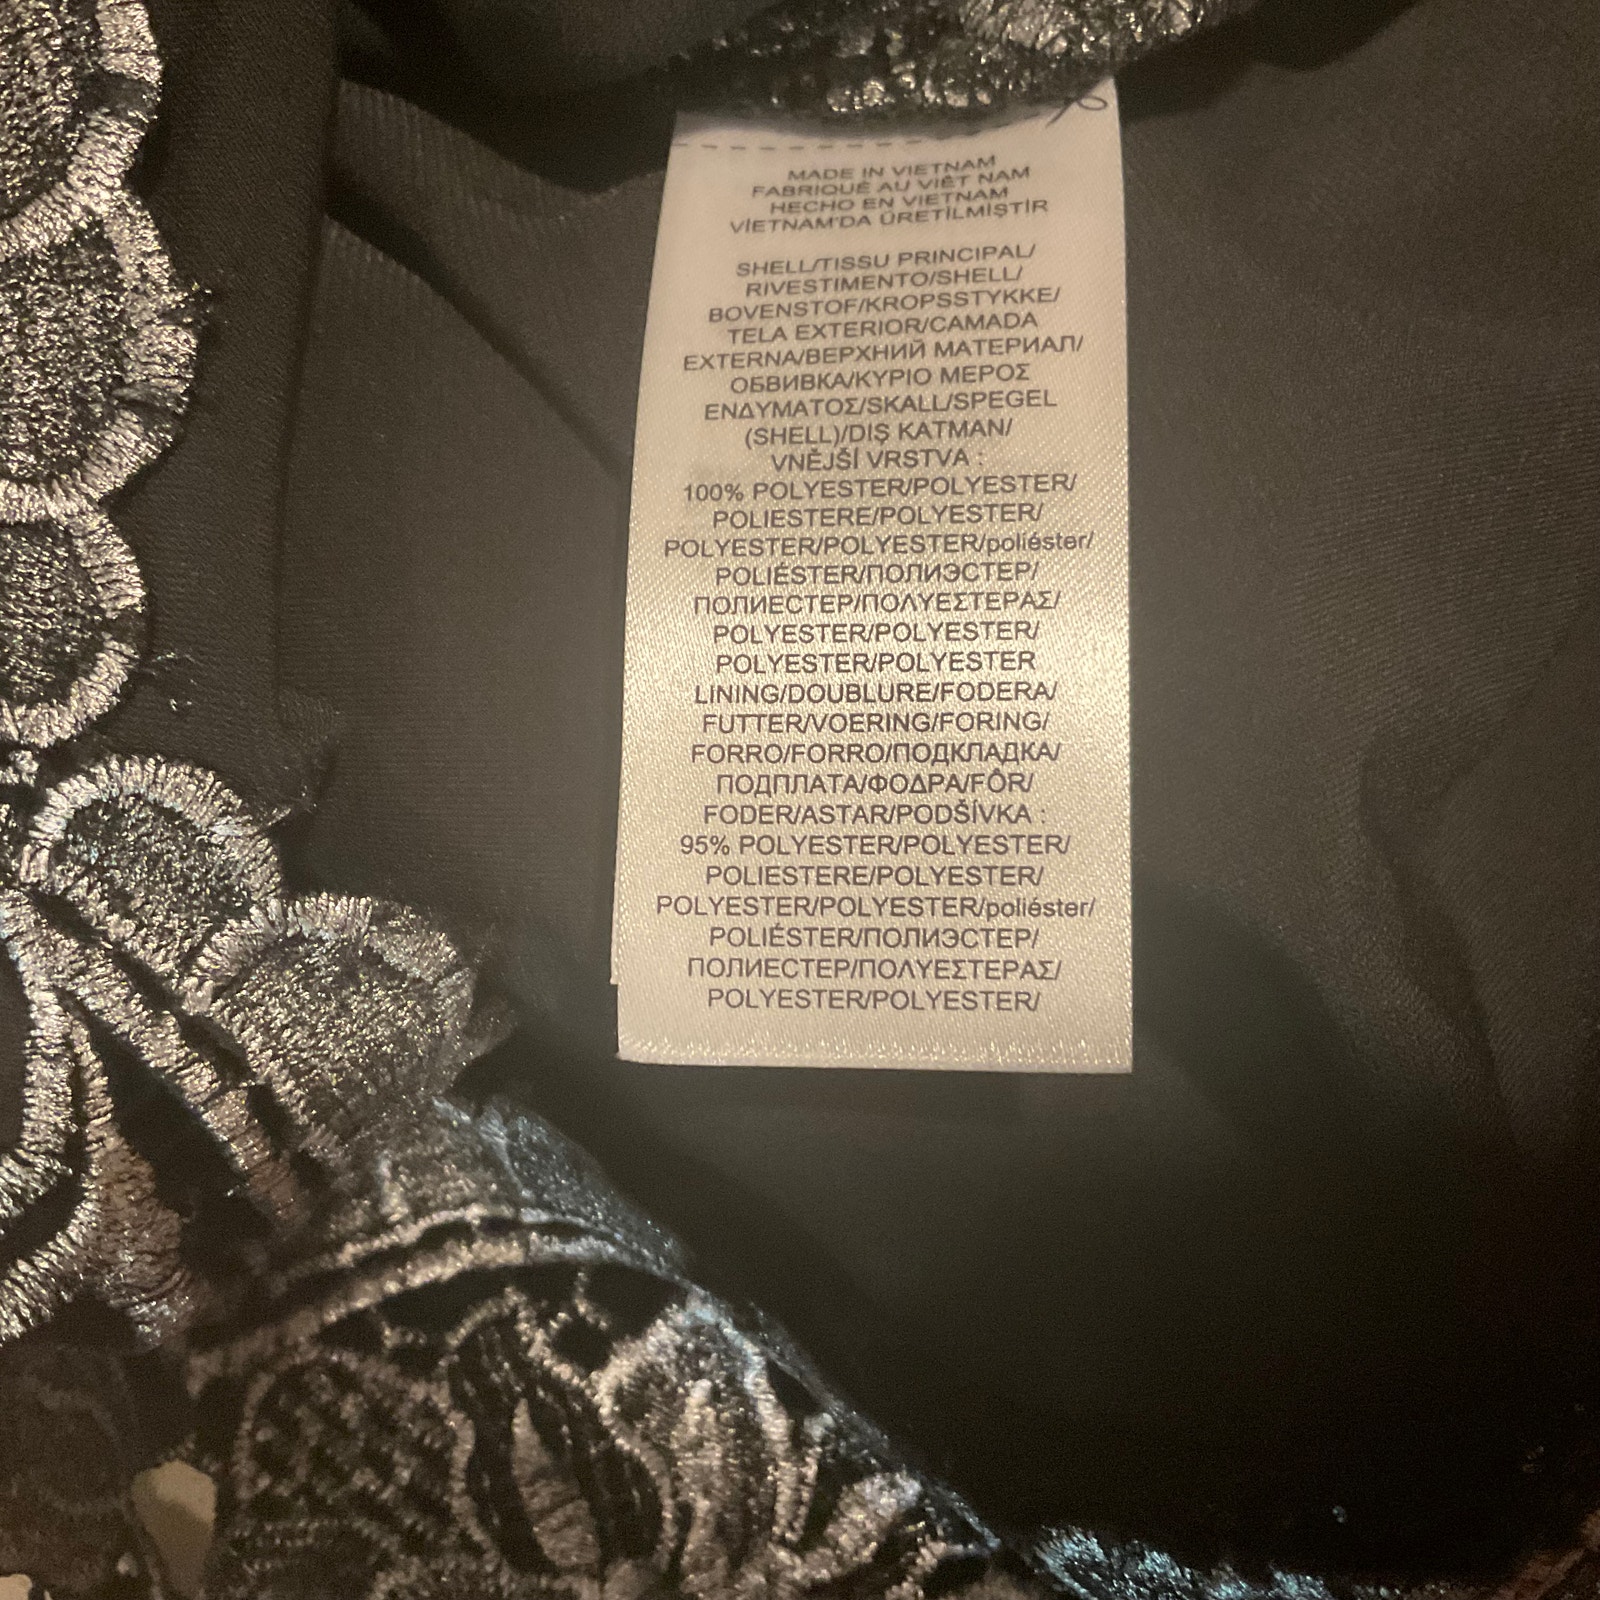 MADE IN VIETNAM
FABRIQUÉ AU VIÊT NAM
HECHO EN VIETNAM
VİETNAM'DA ÜRETİLMİŞTİR
SHELL/TISSU PRINCIPAL/
RIVESTIMENTO/SHELL/
BOVENSTOF/KROPSSTYKKE/
TELA EXTERIOR/CAMADA
EXTERNA/ВЕРХНИЙ МАТЕРИАЛ/
ОБВИВКА/ΚΥΡΙΟ ΜΕΡΟΣ
ΕΝΔΥΜΑΤΟΣ/SKALL/SPEGEL
(SHELL)/DIŞ KATMAN/
VNĚJŠÍ VRSTVA :
100% POLYESTER/POLYESTER/
POLIESTERE/POLYESTER/
POLYESTER/POLYESTER/poliéster/
POLIÉSTER/ПОЛИЭСТЕР/
ПОЛИЕСТЕР/ΠΟΛΥΕΣΤΕΡΑΣ/
POLYESTER/POLYESTER/
POLYESTER/POLYESTER
LINING/DOUBLURE/FODERA/
FUTTER/VOERING/FORING/
FORRO/FORRO/ПОДКЛАДКА/
ПОДПЛАТА/ΦΟΔΡΑ/FÔR/
FODER/ASTAR/PODŠÍVKA :
95% POLYESTER/POLYESTER/
POLIESTERE/POLYESTER/
POLYESTER/POLYESTER/poliéster/
POLIÉSTER/ПОЛИЭСТЕР/
ПОЛИЕСТЕР/ΠΟΛΥΕΣΤΕΡΑΣ/
POLYESTER/POLYESTER/